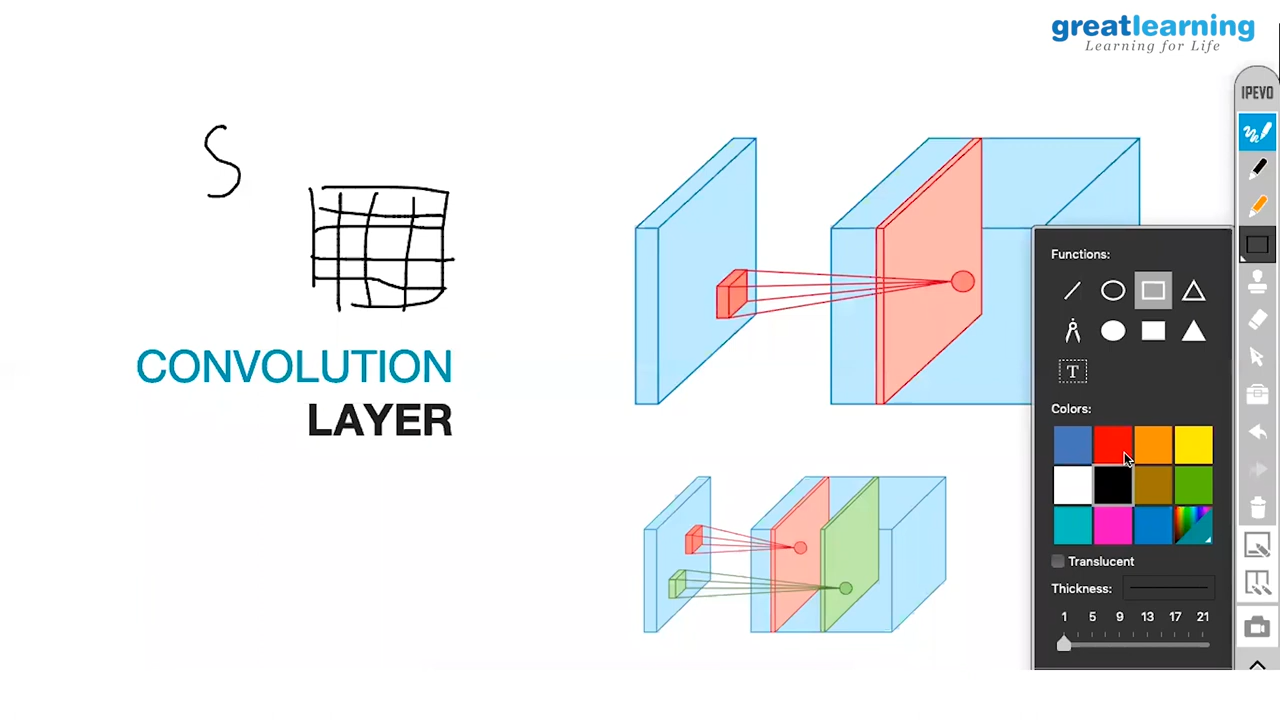 greatlearning
Learning for Life
IPEVO
S
CONVOLUTION
LAYER
Functions:
T
Colors:
Translucent
Thickness:
1 5 9 13 17 21